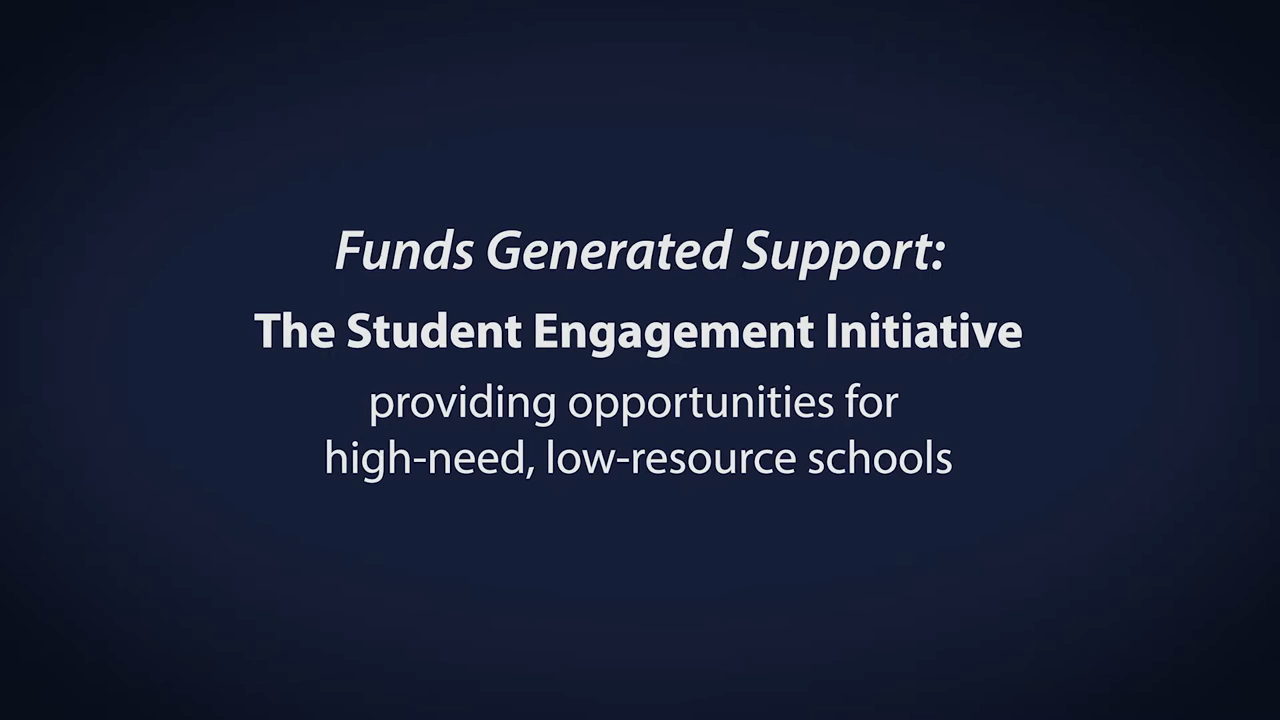 Funds Generated Support:
The Student Engagement Initiative
providing opportunities for
high-need, low-resource schools